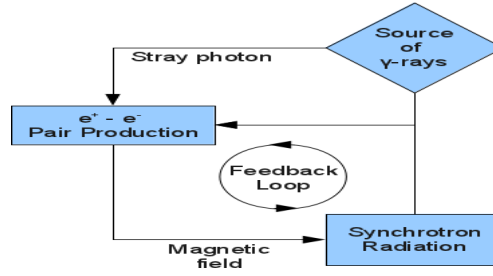 Source
of
γ-rays
Stray photon
e⁺ - e⁻
Pair Production
Feedback
Loop
Synchrotron
Radiation
Magnetic
field